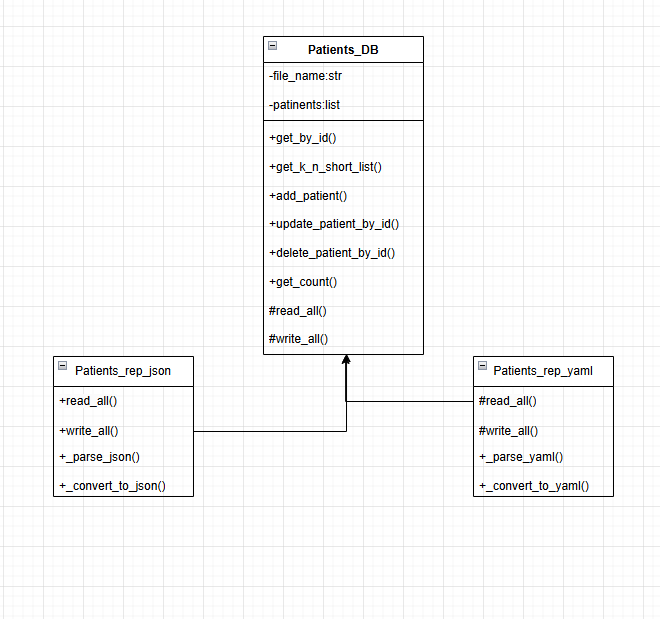 Patients_DB
-file_name:str
-patinents:list
+get_by_id()
+get_k_n_short_list()
+add_patient()
+update_patient_by_id()
+delete_patient_by_id()
+get_count()
#read_all()
#write_all()
Patients_rep_json
+read_all()
+write_all()
+_parse_json()
+_convert_to_json()
Patients_rep_yaml
#read_all()
#write_all()
+_parse_yaml()
+_convert_to_yaml()